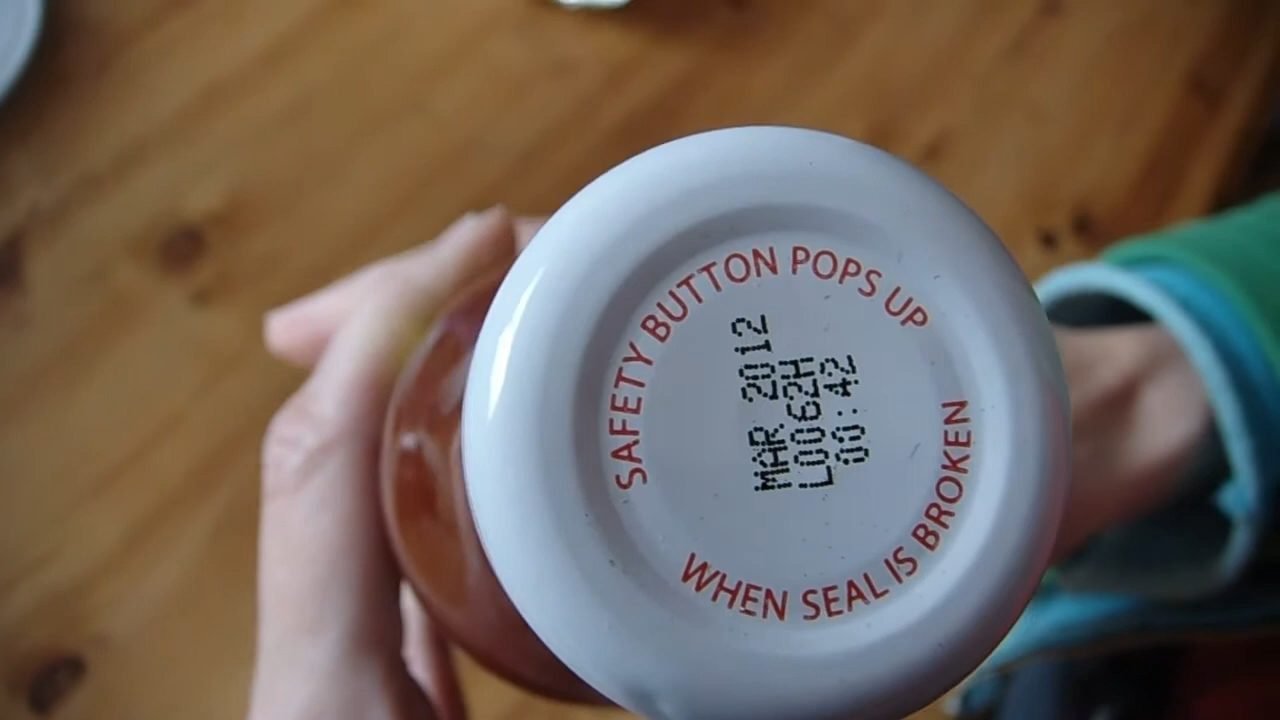 SAFETY BUTTON POPS UP
WHEN SEAL IS BROKEN
MAR 2012
L0062H
00:42